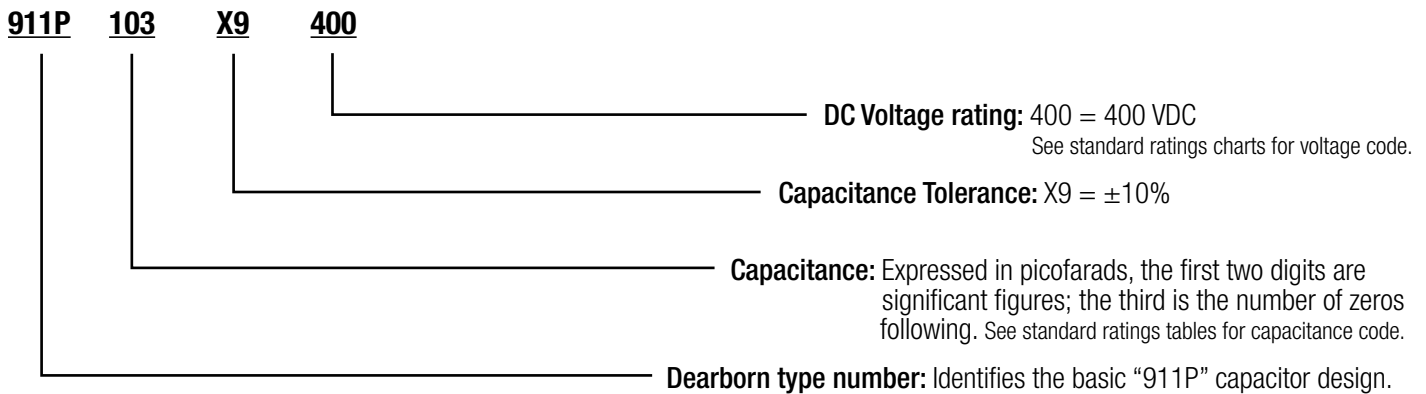 911P 103 X9 400
DC Voltage rating: 400 = 400 VDC
See standard ratings charts for voltage code.
Capacitance Tolerance: X9 = ±10%
Capacitance: Expressed in picofarads, the first two digits are
significant figures; the third is the number of zeros
following. See standard ratings tables for capacitance code.
Dearborn type number: Identifies the basic “911P” capacitor design.